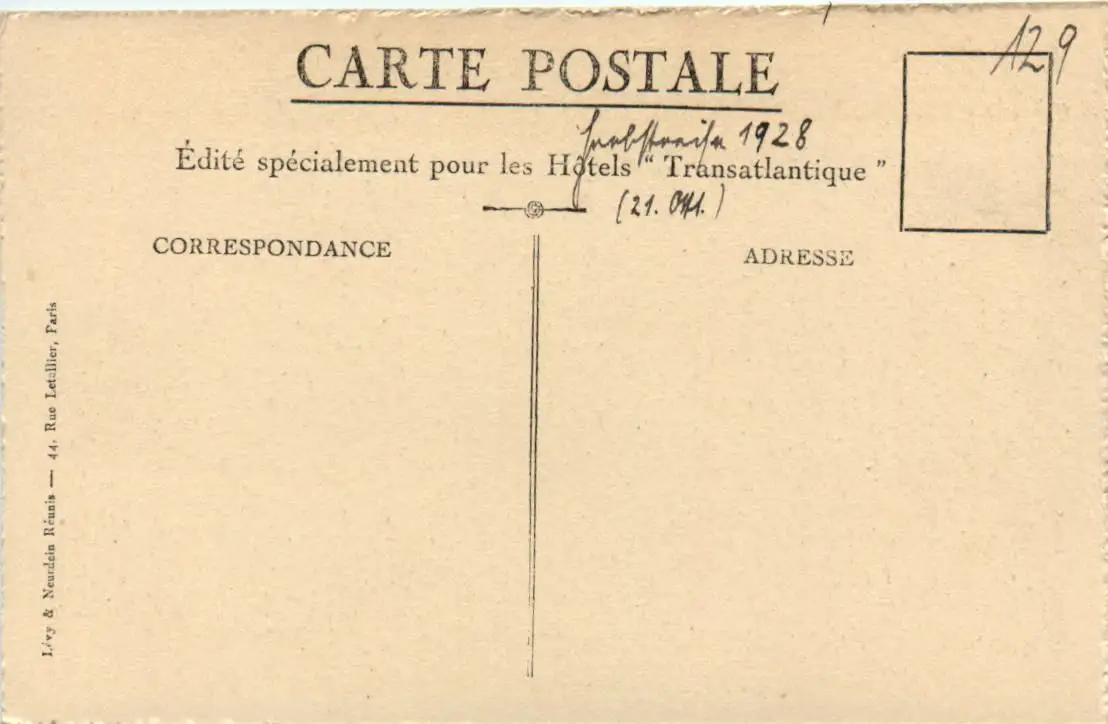 129
CARTE POSTALE
Herbstreise 1928
Édité spécialement pour les Hôtels " Transatlantique "
(21. Okt.)
CORRESPONDANCE
ADRESSE
Lévy & Neurdein Réunis — 44, Rue Letellier, Paris